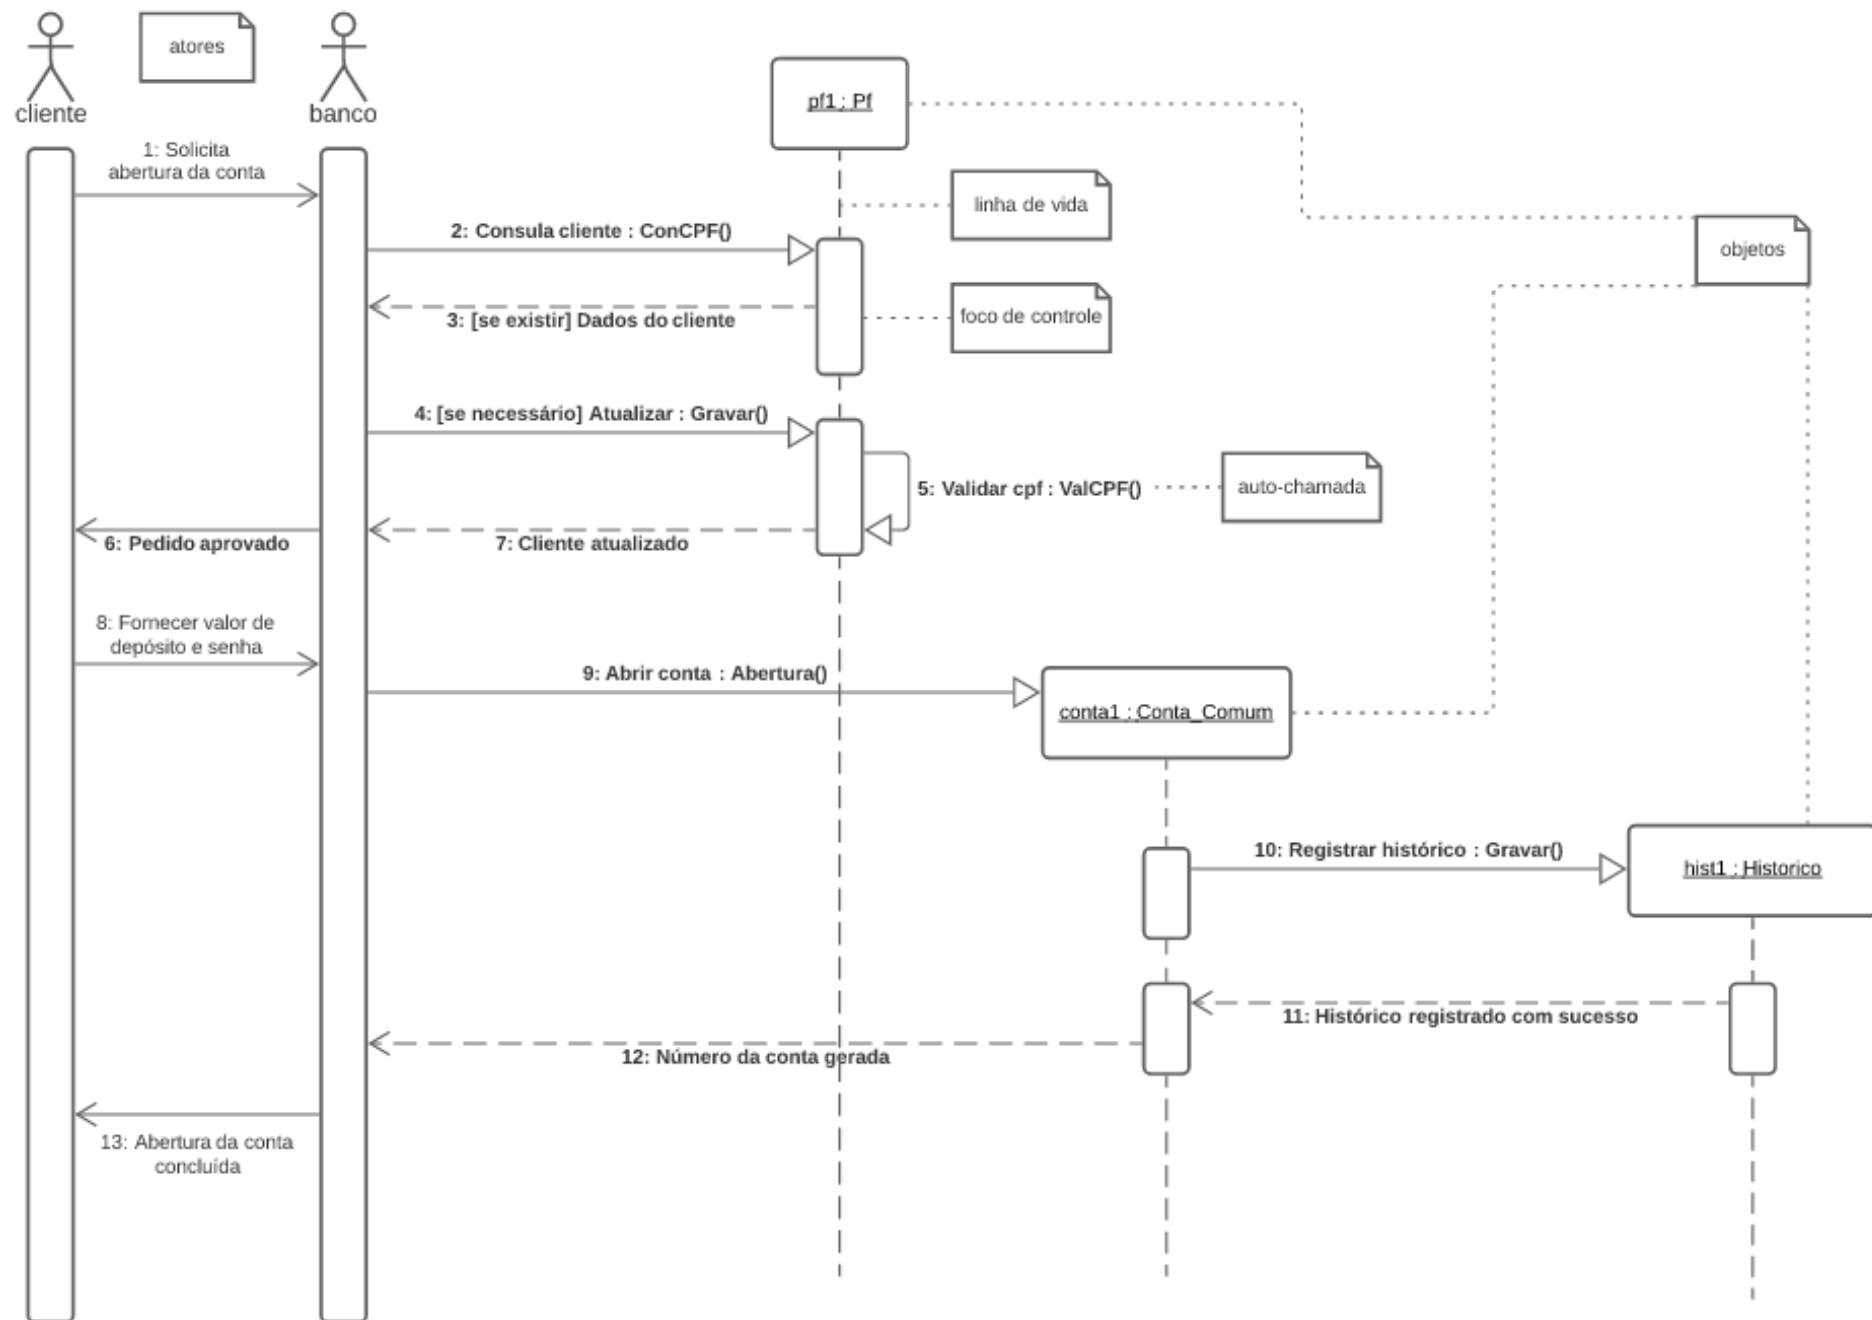 atores
cliente
banco
pf1 : Pf
1: Solicita
abertura da conta
linha de vida
2: Consula cliente : ConCPF()
objetos
3: [se existir] Dados do cliente
foco de controle
4: [se necessário] Atualizar : Gravar()
5: Validar cpf : ValCPF()
auto-chamada
6: Pedido aprovado
7: Cliente atualizado
8: Fornecer valor de
depósito e senha
9: Abrir conta : Abertura()
conta1 : Conta_Comum
10: Registrar histórico : Gravar()
hist1 : Historico
11: Histórico registrado com sucesso
12: Número da conta gerada
13: Abertura da conta
concluída